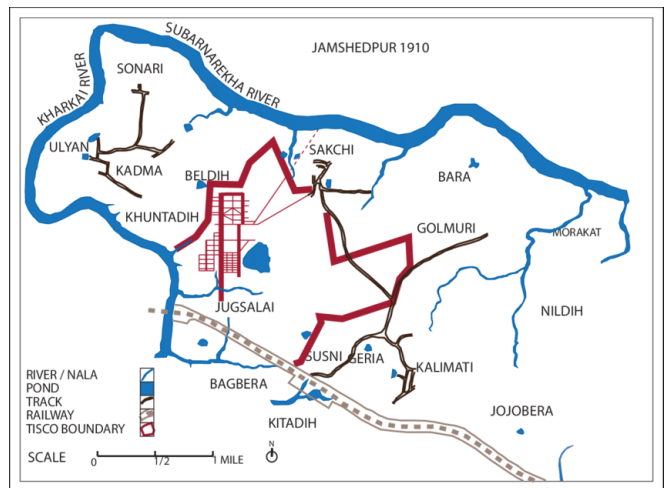 JAMSHEDPUR 1910
SUBARNAREKHA RIVER
KHARKAI RIVER
SONARI
ULYAN
KADMA
BELDIH
SAKCHI
BARA
KHUNTADIH
GOLMURI
MORAKAT
JUGSALAI
NILDIH
SUSNI GERIA
KALIMATI
BAGBERA
JOJOBERA
KITADIH
RIVER / NALA
POND
TRACK
RAILWAY
TISCO BOUNDARY
SCALE 0 1/2 1 MILE
N